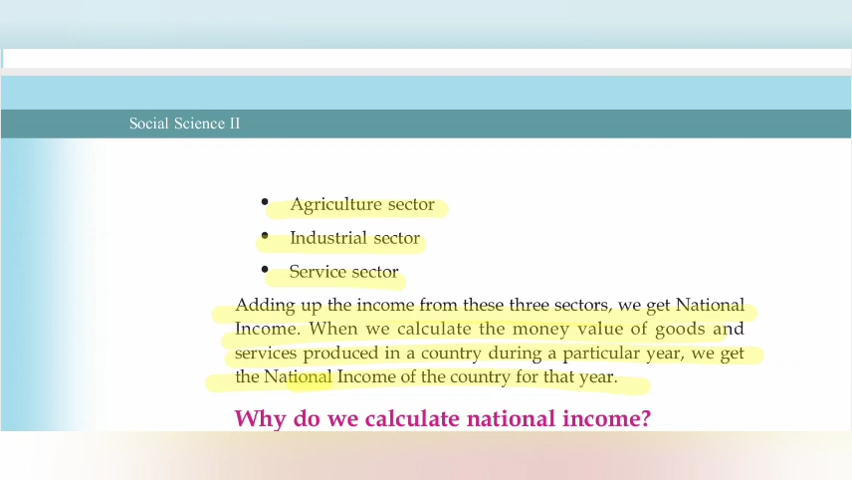 Social Science II
• Agriculture sector
• Industrial sector
• Service sector
Adding up the income from these three sectors, we get National
Income. When we calculate the money value of goods and
services produced in a country during a particular year, we get
the National Income of the country for that year.
Why do we calculate national income?